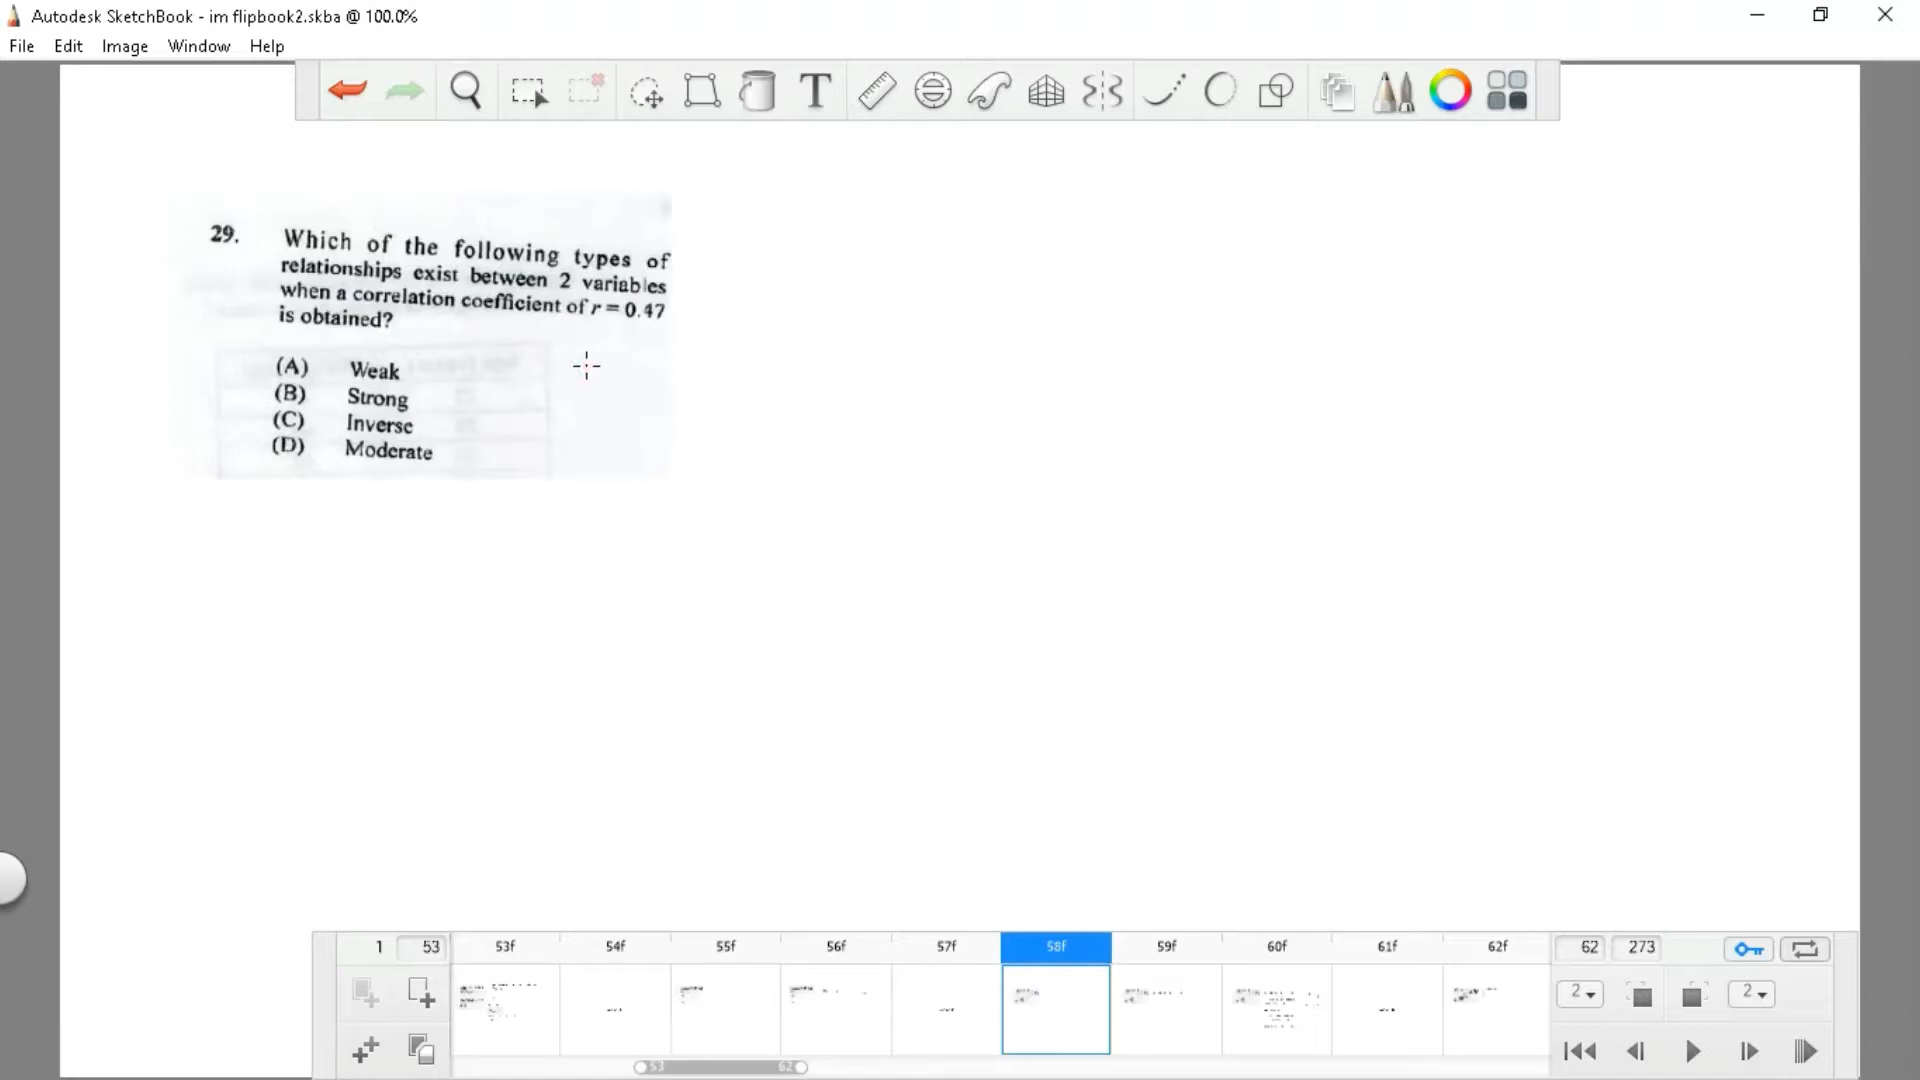 Autodesk SketchBook - im flipbook2.skba @ 100.0%
File Edit Image Window Help
T
29. Which of the following types of
relationships exist between 2 variables
when a correlation coefficient of r = 0.47
is obtained?
(A) Weak
(B) Strong
(C) Inverse
(D) Moderate
1 53 53f 54f 55f 56f 57f 58f 59f 60f 61f 62f 62 273
2 2
53 62